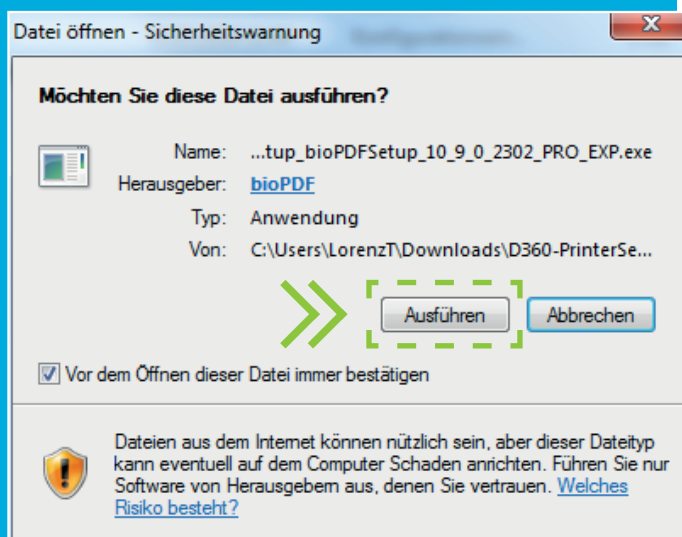 Datei öffnen - Sicherheitswarnung
Möchten Sie diese Datei ausführen?
Name: ...tup_bioPDFSetup_10_9_0_2302_PRO_EXP.exe
Herausgeber: bioPDF
Typ: Anwendung
Von: C:\Users\LorenzT\Downloads\D360-PrinterSe...
Ausführen Abbrechen
Vor dem Öffnen dieser Datei immer bestätigen
Dateien aus dem Internet können nützlich sein, aber dieser Dateityp
kann eventuell auf dem Computer Schaden anrichten. Führen Sie nur
Software von Herausgebern aus, denen Sie vertrauen. Welches
Risiko besteht?